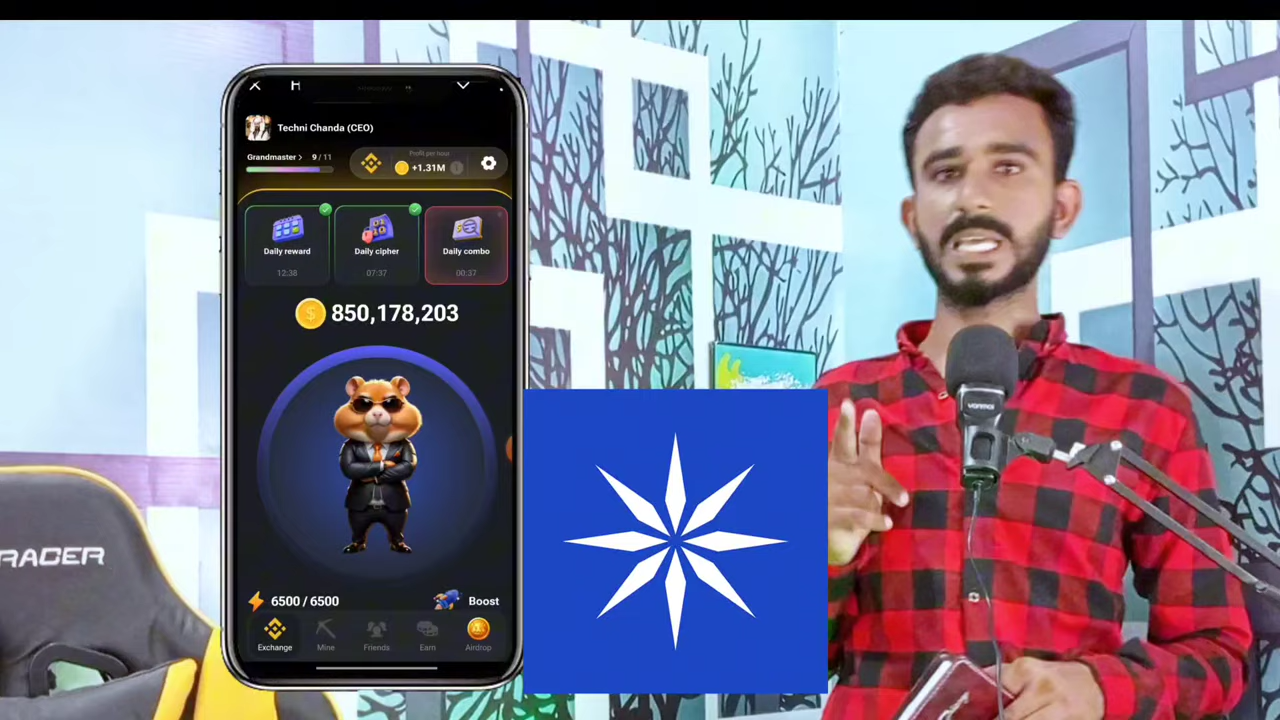 Techni Chanda (CEO)
Grandmaster > 9 / 11
Profit per hour
+1.31M
Daily reward
12:38
Daily cipher
07:37
Daily combo
00:37
850,178,203
6500 / 6500
Boost
Exchange
Mine
Friends
Earn
Airdrop
RACER